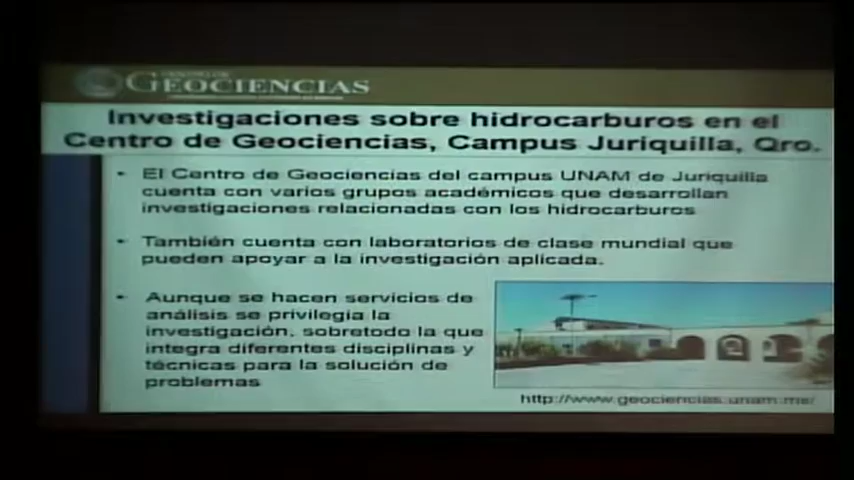 CENTRO DE
GEOCIENCIAS
Investigaciones sobre hidrocarburos en el
Centro de Geociencias, Campus Juriquilla, Qro.
• El Centro de Geociencias del campus UNAM de Juriquilla
cuenta con varios grupos académicos que desarrollan
investigaciones relacionadas con los hidrocarburos
• También cuenta con laboratorios de clase mundial que
pueden apoyar a la investigación aplicada.
• Aunque se hacen servicios de
análisis se privilegia la
investigación, sobretodo la que
integra diferentes disciplinas y
técnicas para la solución de
problemas
http://www.geociencias.unam.mx/